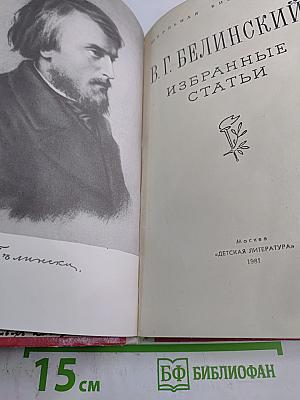 В. Г. БЕЛИНСКИЙ
ИЗБРАННЫЕ
СТАТЬИ
Москва
«ДЕТСКАЯ ЛИТЕРАТУРА»
1981
15 см
БФ БИБЛИОФАН